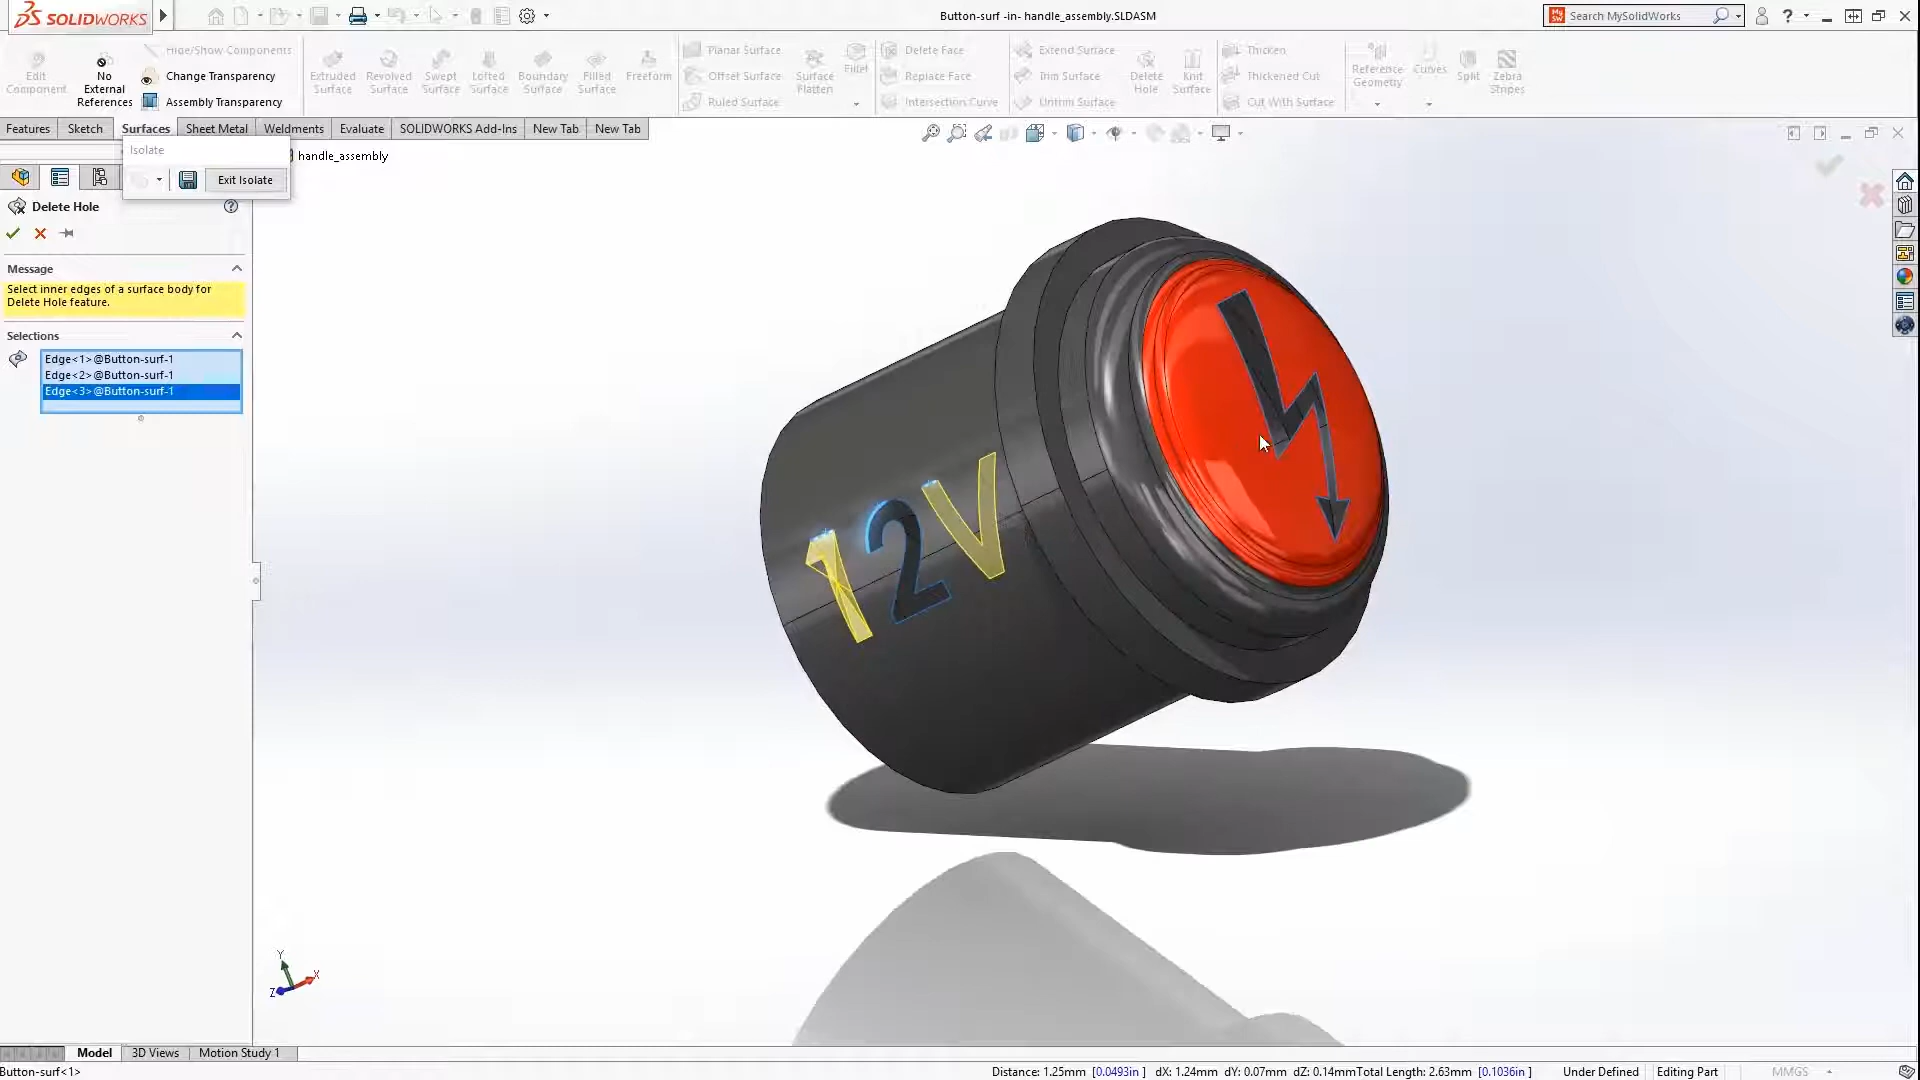 SOLIDWORKS
Button-surf -in- handle_assembly.SLDASM
Search MySolidWorks
Edit Component
No External References
Hide/Show Components
Change Transparency
Assembly Transparency
Extruded Surface
Revolved Surface
Swept Surface
Lofted Surface
Boundary Surface
Filled Surface
Freeform
Planar Surface
Offset Surface
Ruled Surface
Surface Flatten
Fillet
Delete Face
Replace Face
Intersection Curve
Extend Surface
Trim Surface
Untrim Surface
Delete Hole
Knit Surface
Thicken
Thickened Cut
Cut With Surface
Reference Geometry
Curves
Split
Zebra Stripes
Features
Sketch
Surfaces
Sheet Metal
Weldments
Evaluate
SOLIDWORKS Add-Ins
New Tab
New Tab
Isolate
Exit Isolate
handle_assembly
Delete Hole
Message
Select inner edges of a surface body for
Delete Hole feature.
Selections
Edge<1>@Button-surf-1
Edge<2>@Button-surf-1
Edge<3>@Button-surf-1
12V
Y
X
Z
Model
3D Views
Motion Study 1
Button-surf<1>
Distance: 1.25mm [0.0493in ] dX: 1.24mm dY: 0.07mm dZ: 0.14mmTotal Length: 2.63mm [0.1036in ]
Under Defined
Editing Part
MMGS